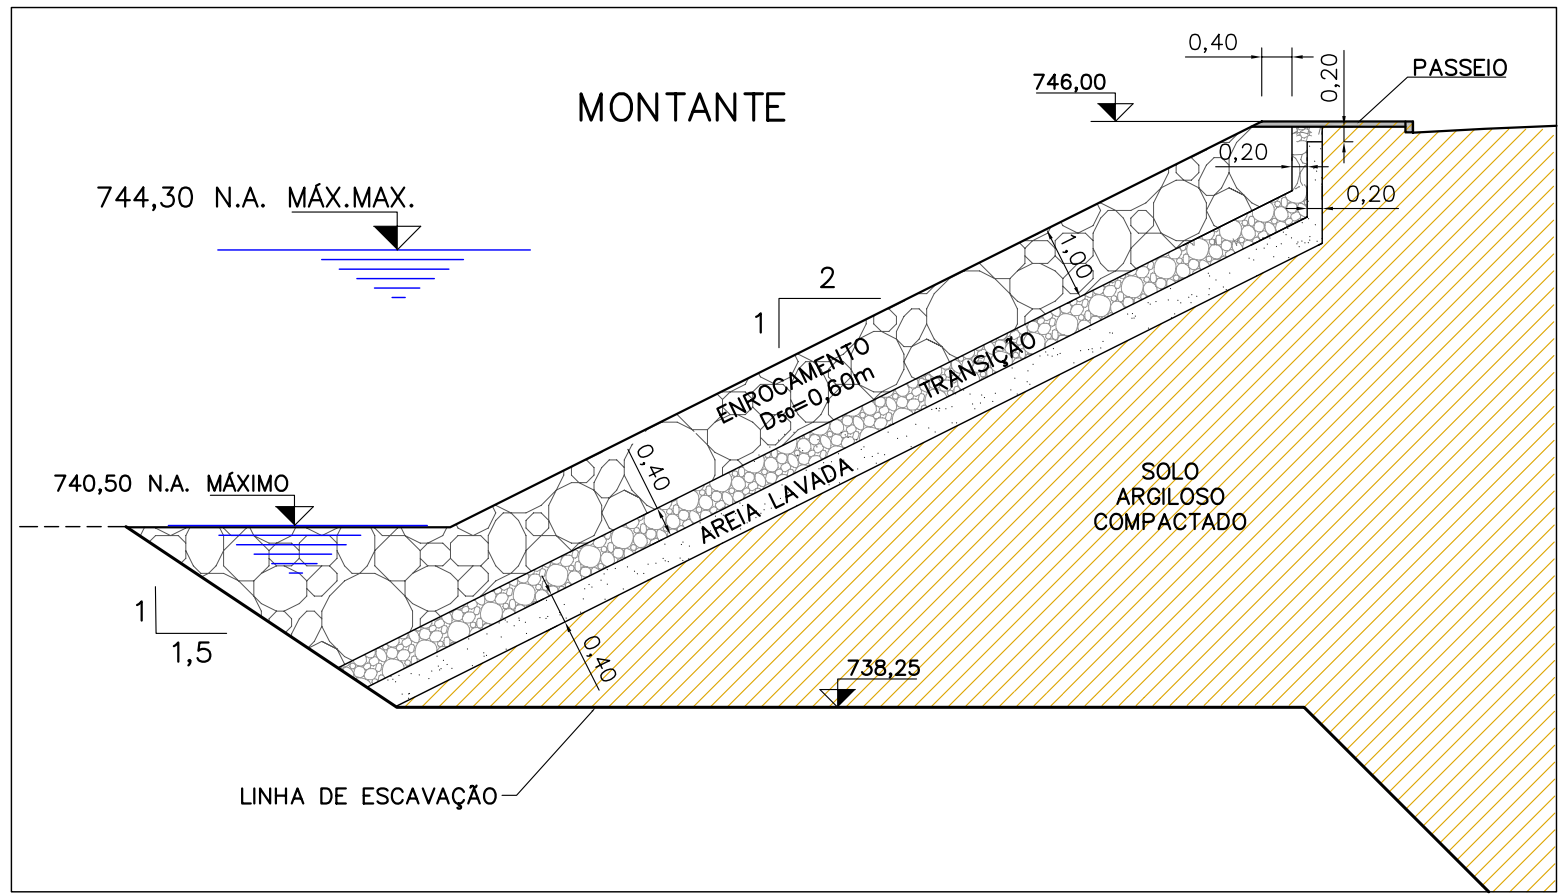 0,40
0,20
PASSEIO
746,00
MONTANTE
0,20
744,30 N.A. MÁX.MAX.
0,20
1,00
2
1
ENROCAMENTO
D50=0,60m
TRANSIÇÃO
0,40
AREIA LAVADA
740,50 N.A. MÁXIMO
SOLO
ARGILOSO
COMPACTADO
1
1,5
0,40
738,25
LINHA DE ESCAVAÇÃO